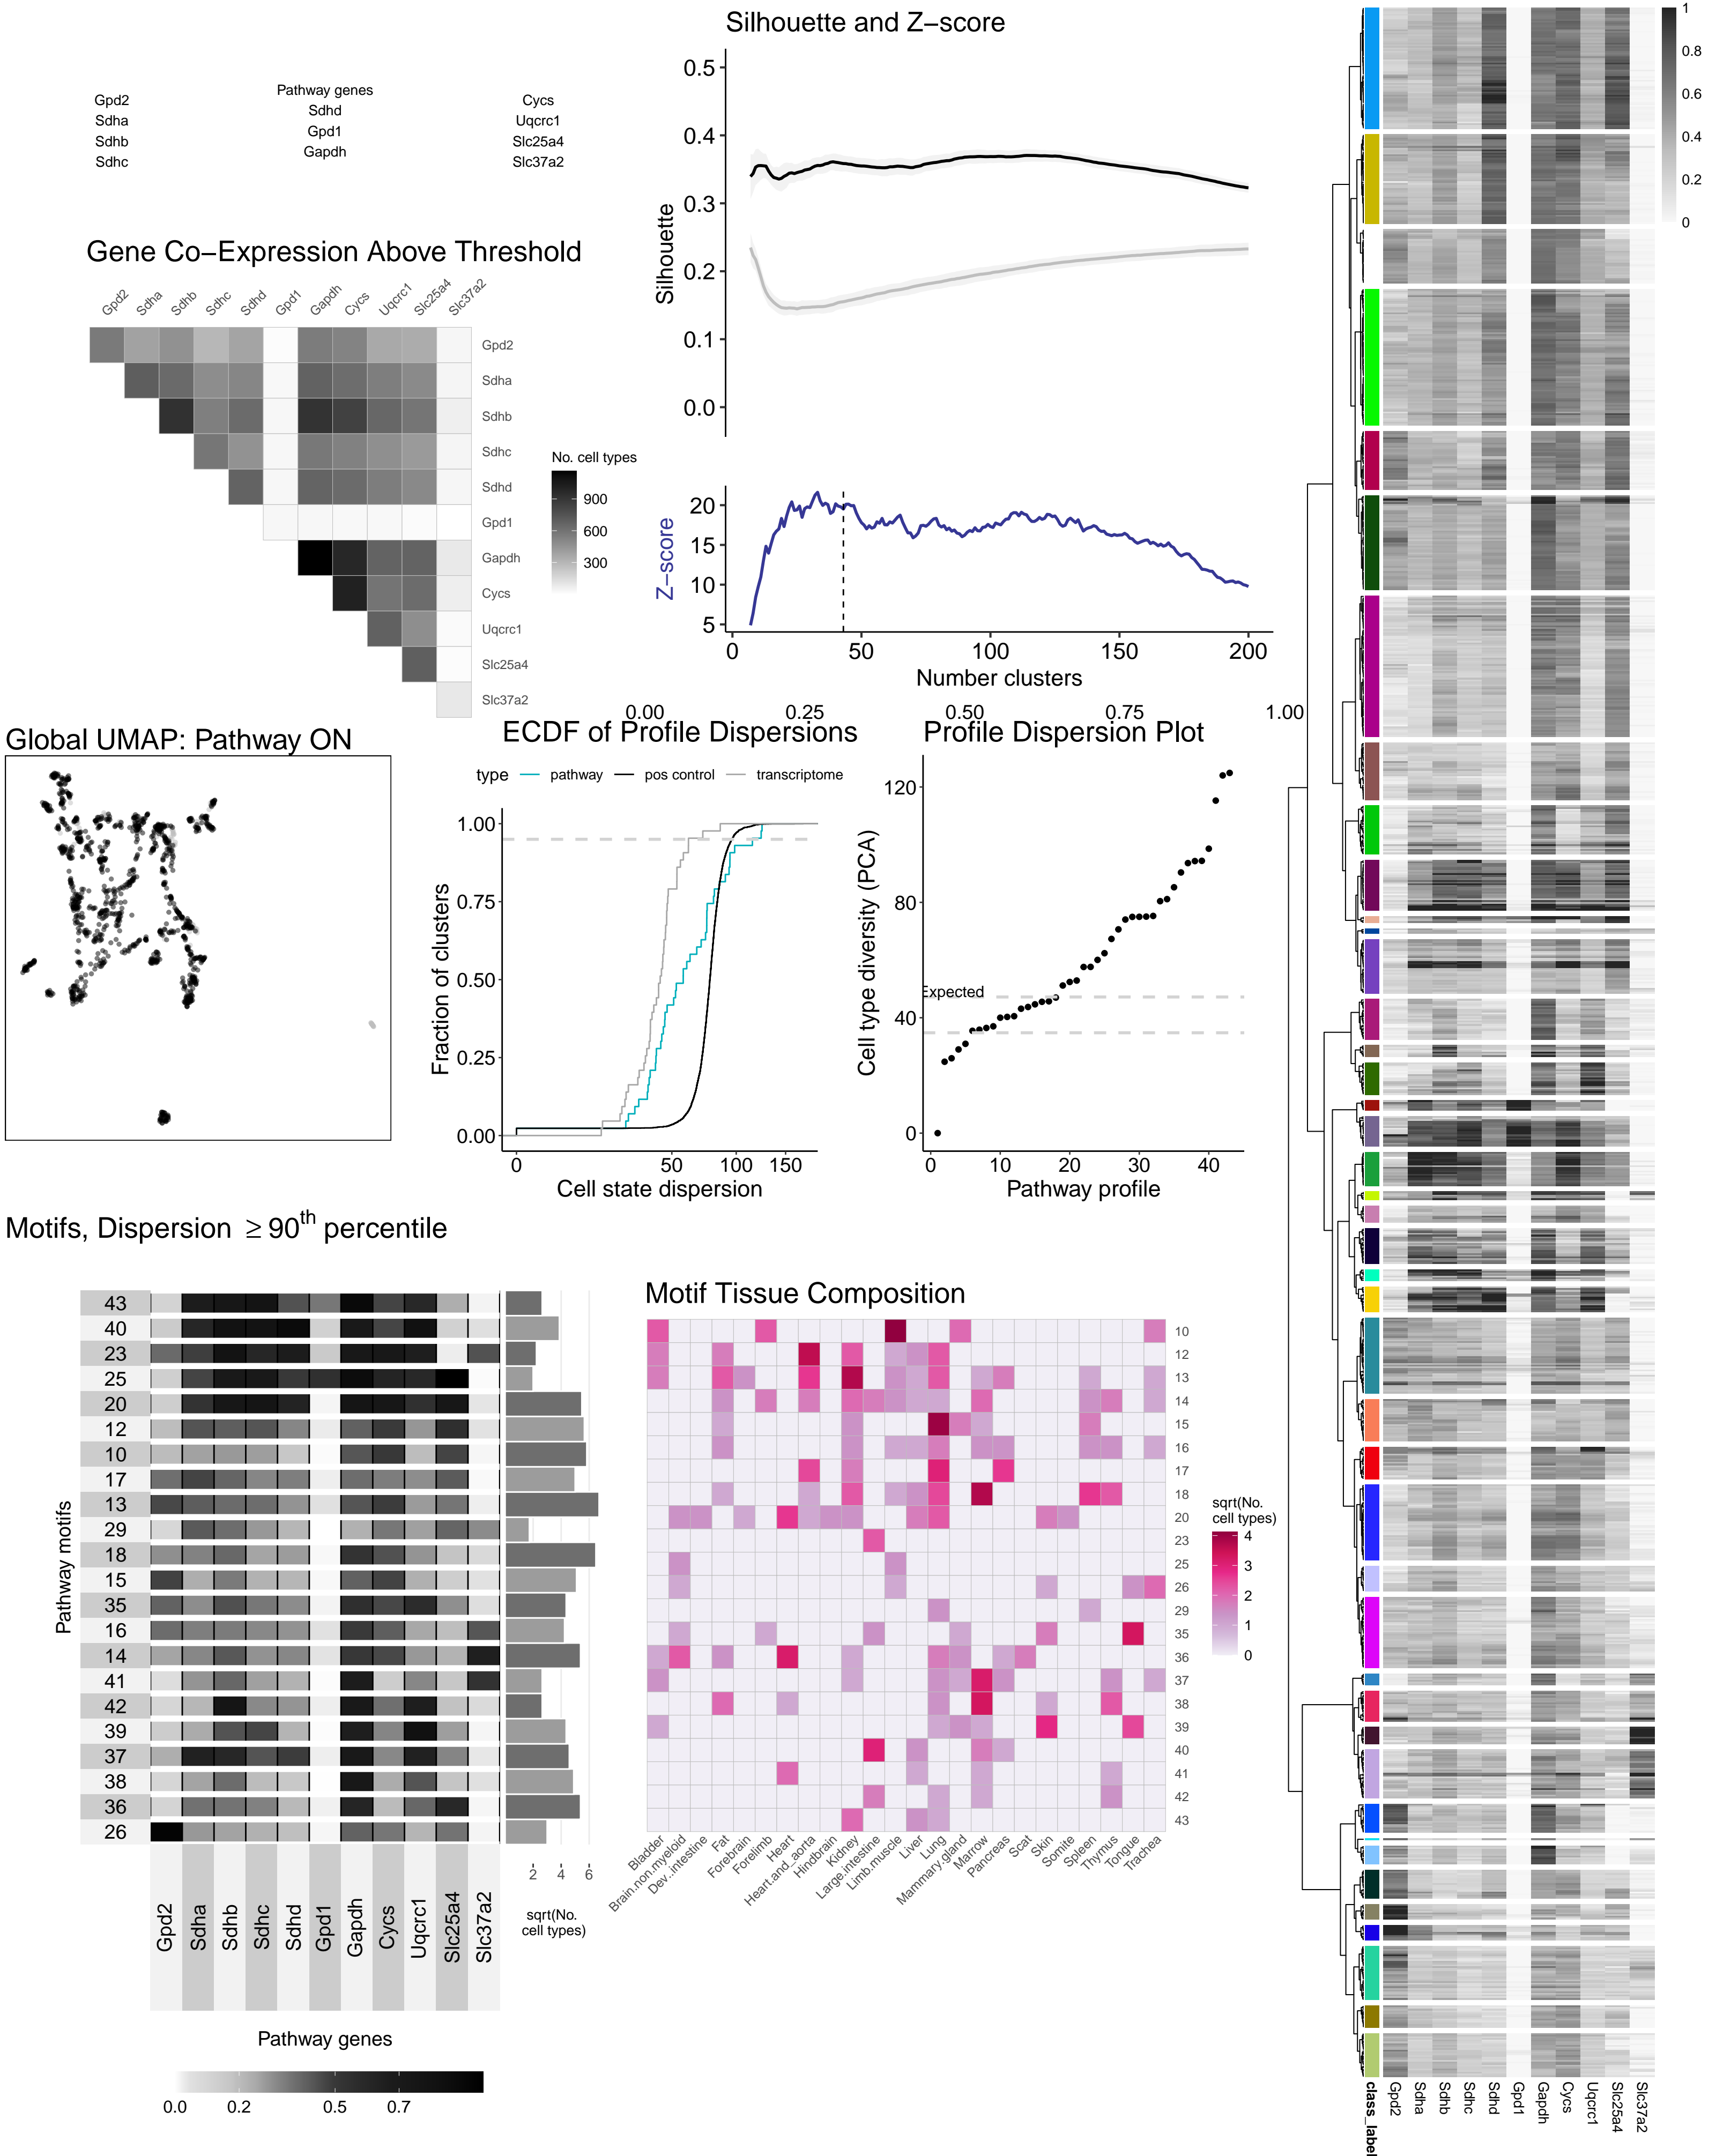 Pathway genes
Gpd2
Sdha
Sdhb
Sdhc
Sdhd
Gpd1
Gapdh
Cycs
Uqcrc1
Slc25a4
Slc37a2
Gene Co−Expression Above Threshold
Gpd2 Sdha Sdhb Sdhc Sdhd Gpd1 Gapdh Cycs Uqcrc1 Slc25a4 Slc37a2
Gpd2
Sdha
Sdhb
Sdhc
Sdhd
Gpd1
Gapdh
Cycs
Uqcrc1
Slc25a4
Slc37a2
No. cell types
900
600
300
Silhouette and Z−score
Silhouette
0.5
0.4
0.3
0.2
0.1
0.0
Z−score
20
15
10
5
0 50 100 150 200
Number clusters
0.00 0.25 0.50 0.75 1.00
Global UMAP: Pathway ON
ECDF of Profile Dispersions
type pathway pos control transcriptome
Fraction of clusters
1.00
0.75
0.50
0.25
0.00
0 50 100 150
Cell state dispersion
Profile Dispersion Plot
Cell type diversity (PCA)
120
80
40
0
Expected
0 10 20 30 40
Pathway profile
Motifs, Dispersion ≥ 90th percentile
Pathway motifs
43
40
23
25
20
12
10
17
13
29
18
15
35
16
14
41
42
39
37
38
36
26
2 4 6
sqrt(No.
cell types)
Gpd2 Sdha Sdhb Sdhc Sdhd Gpd1 Gapdh Cycs Uqcrc1 Slc25a4 Slc37a2
Pathway genes
0.0 0.2 0.5 0.7
Motif Tissue Composition
10
12
13
14
15
16
17
18
20
23
25
26
29
35
36
37
38
39
40
41
42
43
Bladder Brain.non.myeloid Dev..intestine Fat Forebrain Forelimb Heart Heart.and_aorta Hindbrain Kidney Large.intestine Limb.muscle Liver Lung Mammary.gland Marrow Pancreas Scat Skin Somite Spleen Thymus Tongue Trachea
sqrt(No.
cell types)
4
3
2
1
0
1
0.8
0.6
0.4
0.2
0
class_label Gpd2 Sdha Sdhb Sdhc Sdhd Gpd1 Gapdh Cycs Uqcrc1 Slc25a4 Slc37a2